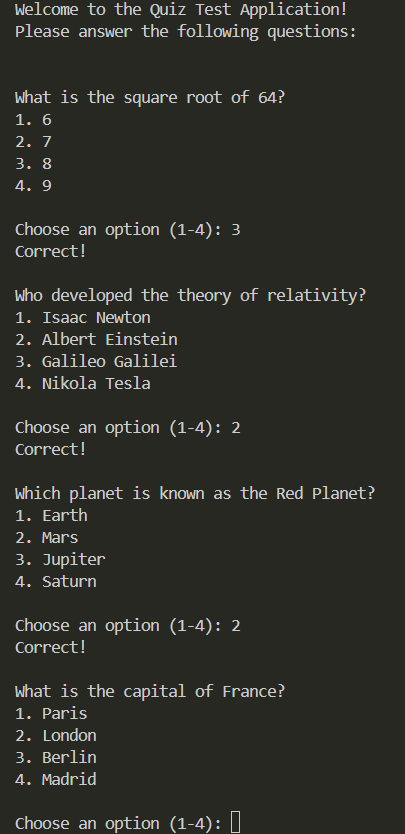 Welcome to the Quiz Test Application!
Please answer the following questions:
What is the square root of 64?
1. 6
2. 7
3. 8
4. 9
Choose an option (1-4): 3
Correct!
Who developed the theory of relativity?
1. Isaac Newton
2. Albert Einstein
3. Galileo Galilei
4. Nikola Tesla
Choose an option (1-4): 2
Correct!
Which planet is known as the Red Planet?
1. Earth
2. Mars
3. Jupiter
4. Saturn
Choose an option (1-4): 2
Correct!
What is the capital of France?
1. Paris
2. London
3. Berlin
4. Madrid
Choose an option (1-4):